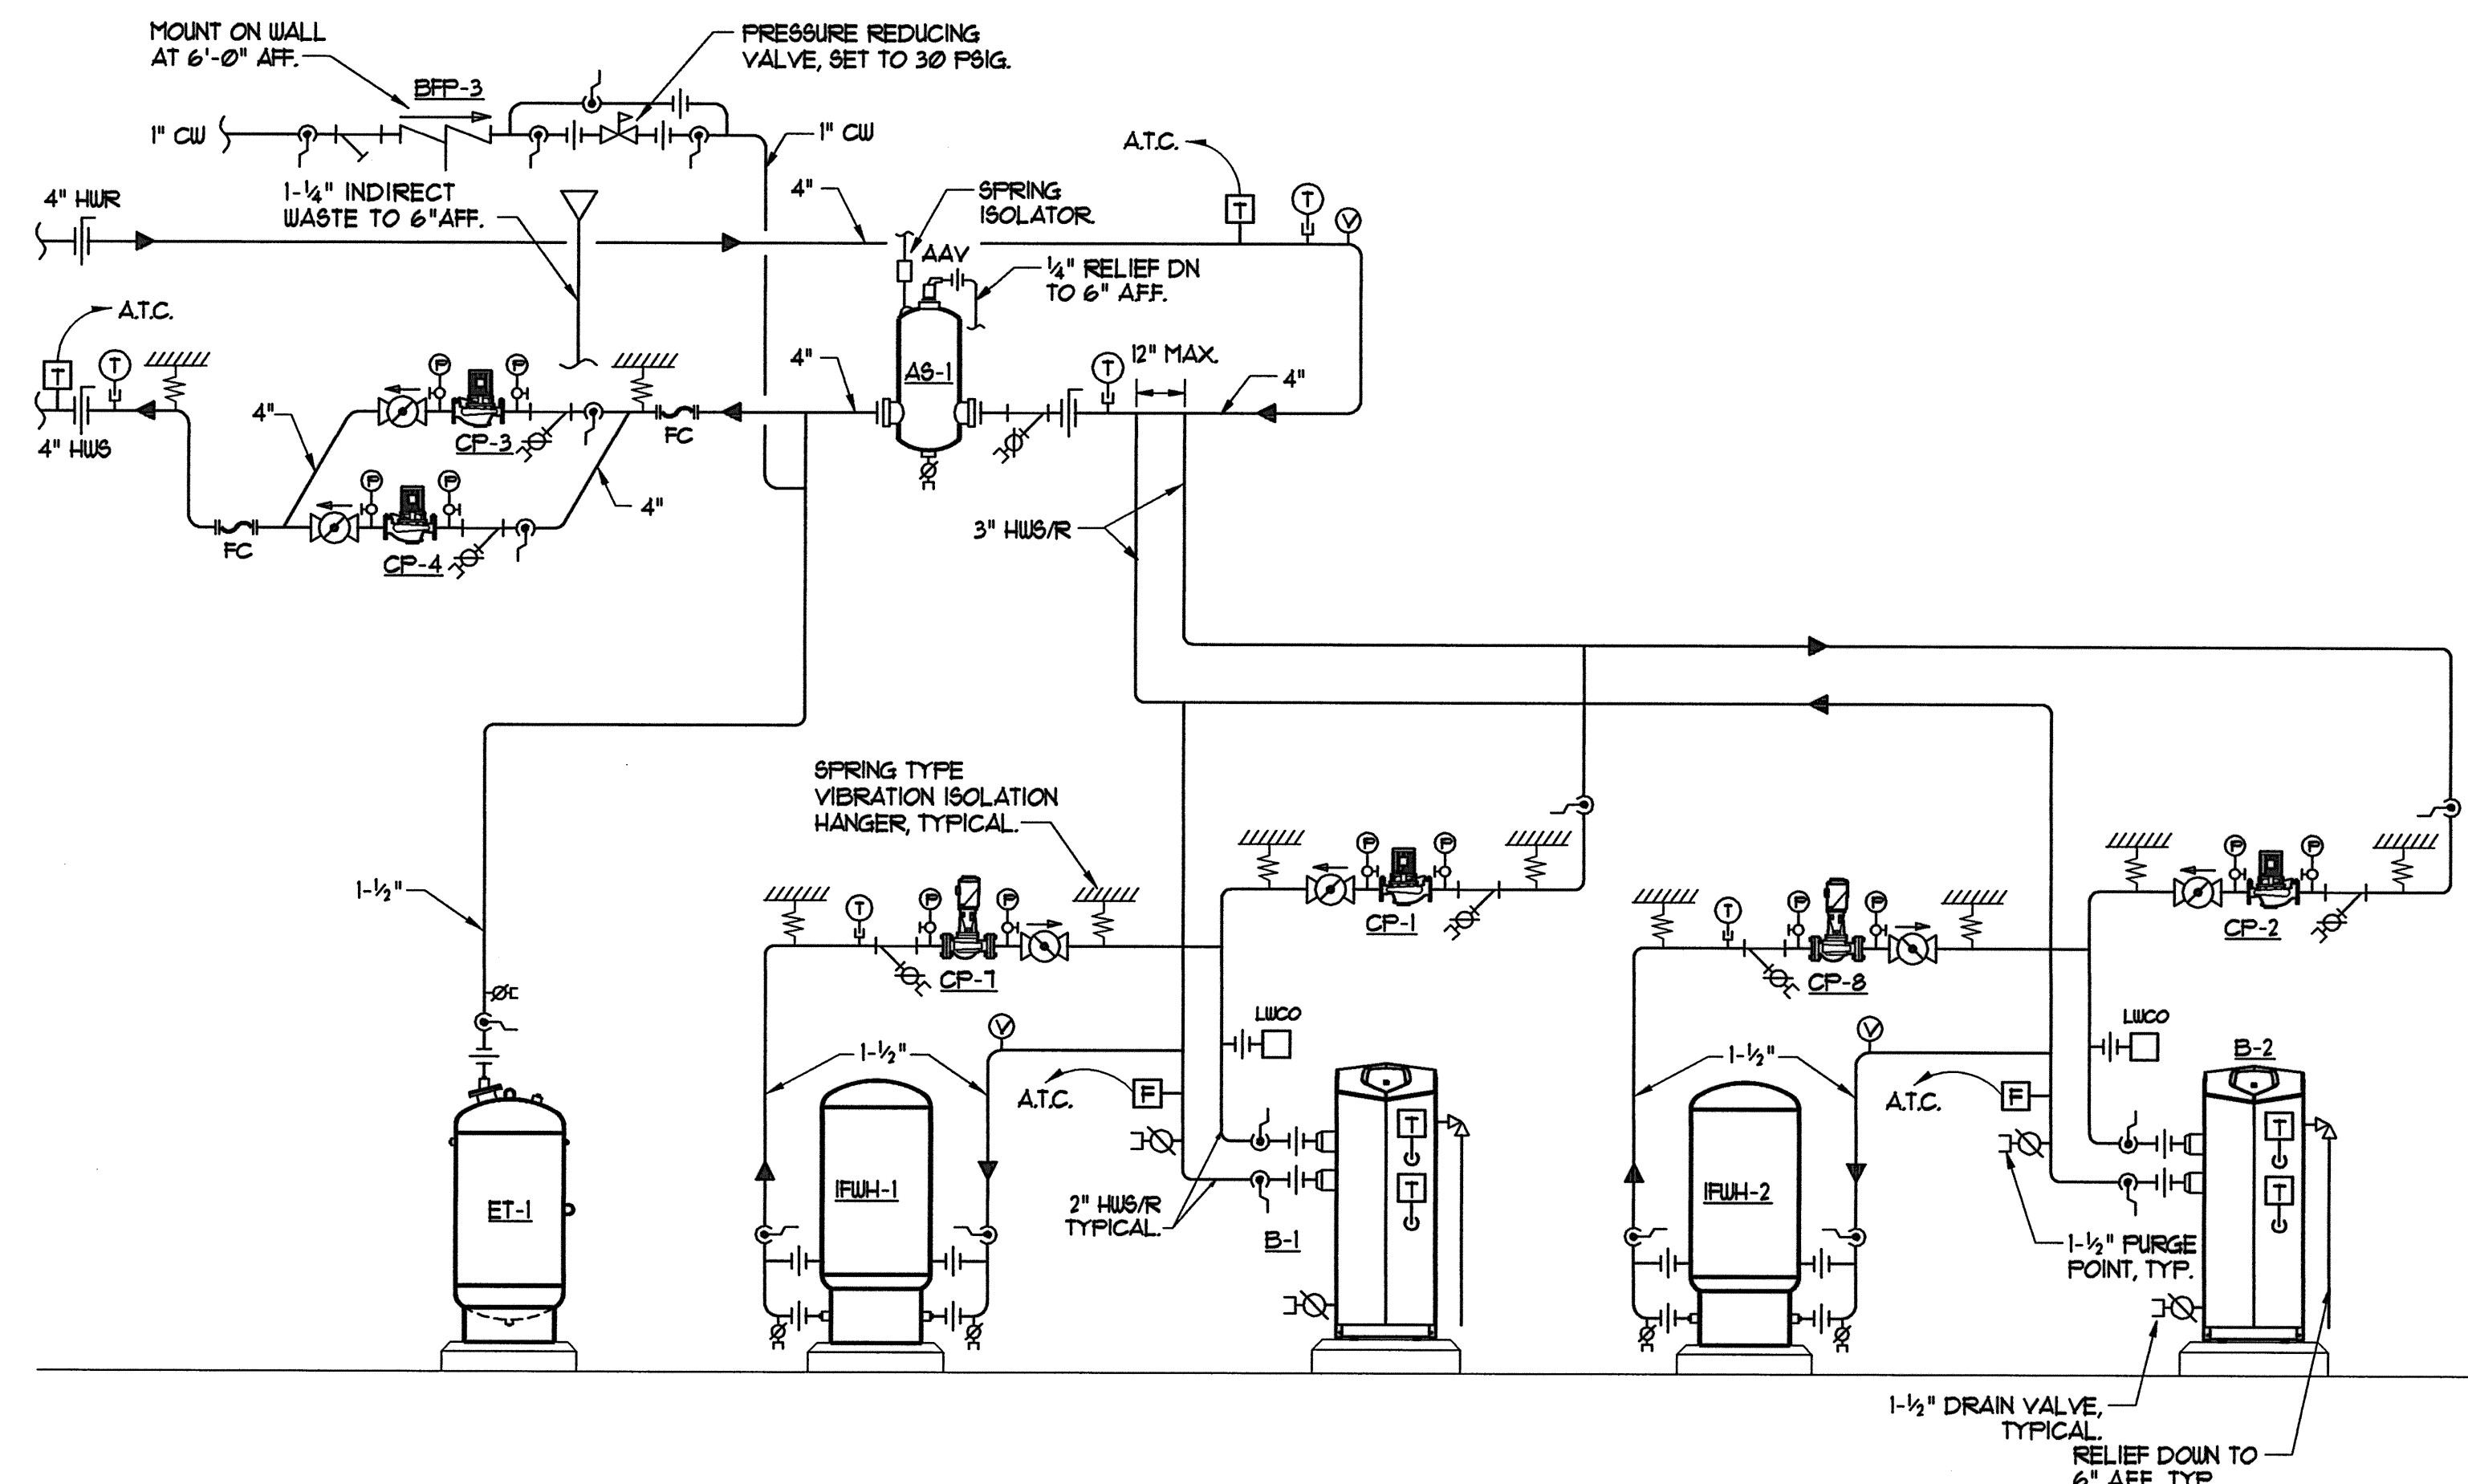 MOUNT ON WALL
AT 6'-0" AFF.
PRESSURE REDUCING
VALVE, SET TO 30 PSIG.
BFP-3
1" CW
1" CW
A.T.C.
4" HWR
1-1/4" INDIRECT
WASTE TO 6" AFF.
4"
SPRING
ISOLATOR.
T
T
V
AAV
1/4" RELIEF DN
TO 6" AFF.
A.T.C.
T
T
P
P
4"
AS-1
T
12" MAX.
4"
4"
4" HWS
CP-3
FC
P
P
4"
3" HWS/R
FC
CP-4
SPRING TYPE
VIBRATION ISOLATION
HANGER, TYPICAL.
1-1/2"
T
P
P
CP-7
P
P
CP-1
T
P
P
CP-8
P
P
CP-2
V
LWCO
V
LWCO
1-1/2"
A.T.C.
F
1-1/2"
A.T.C.
F
B-2
T
T
T
T
ET-1
IFWH-1
2" HWS/R
TYPICAL.
B-1
IFWH-2
1-1/2" PURGE
POINT, TYP.
1-1/2" DRAIN VALVE,
TYPICAL.
RELIEF DOWN TO
6" AFF, TYP